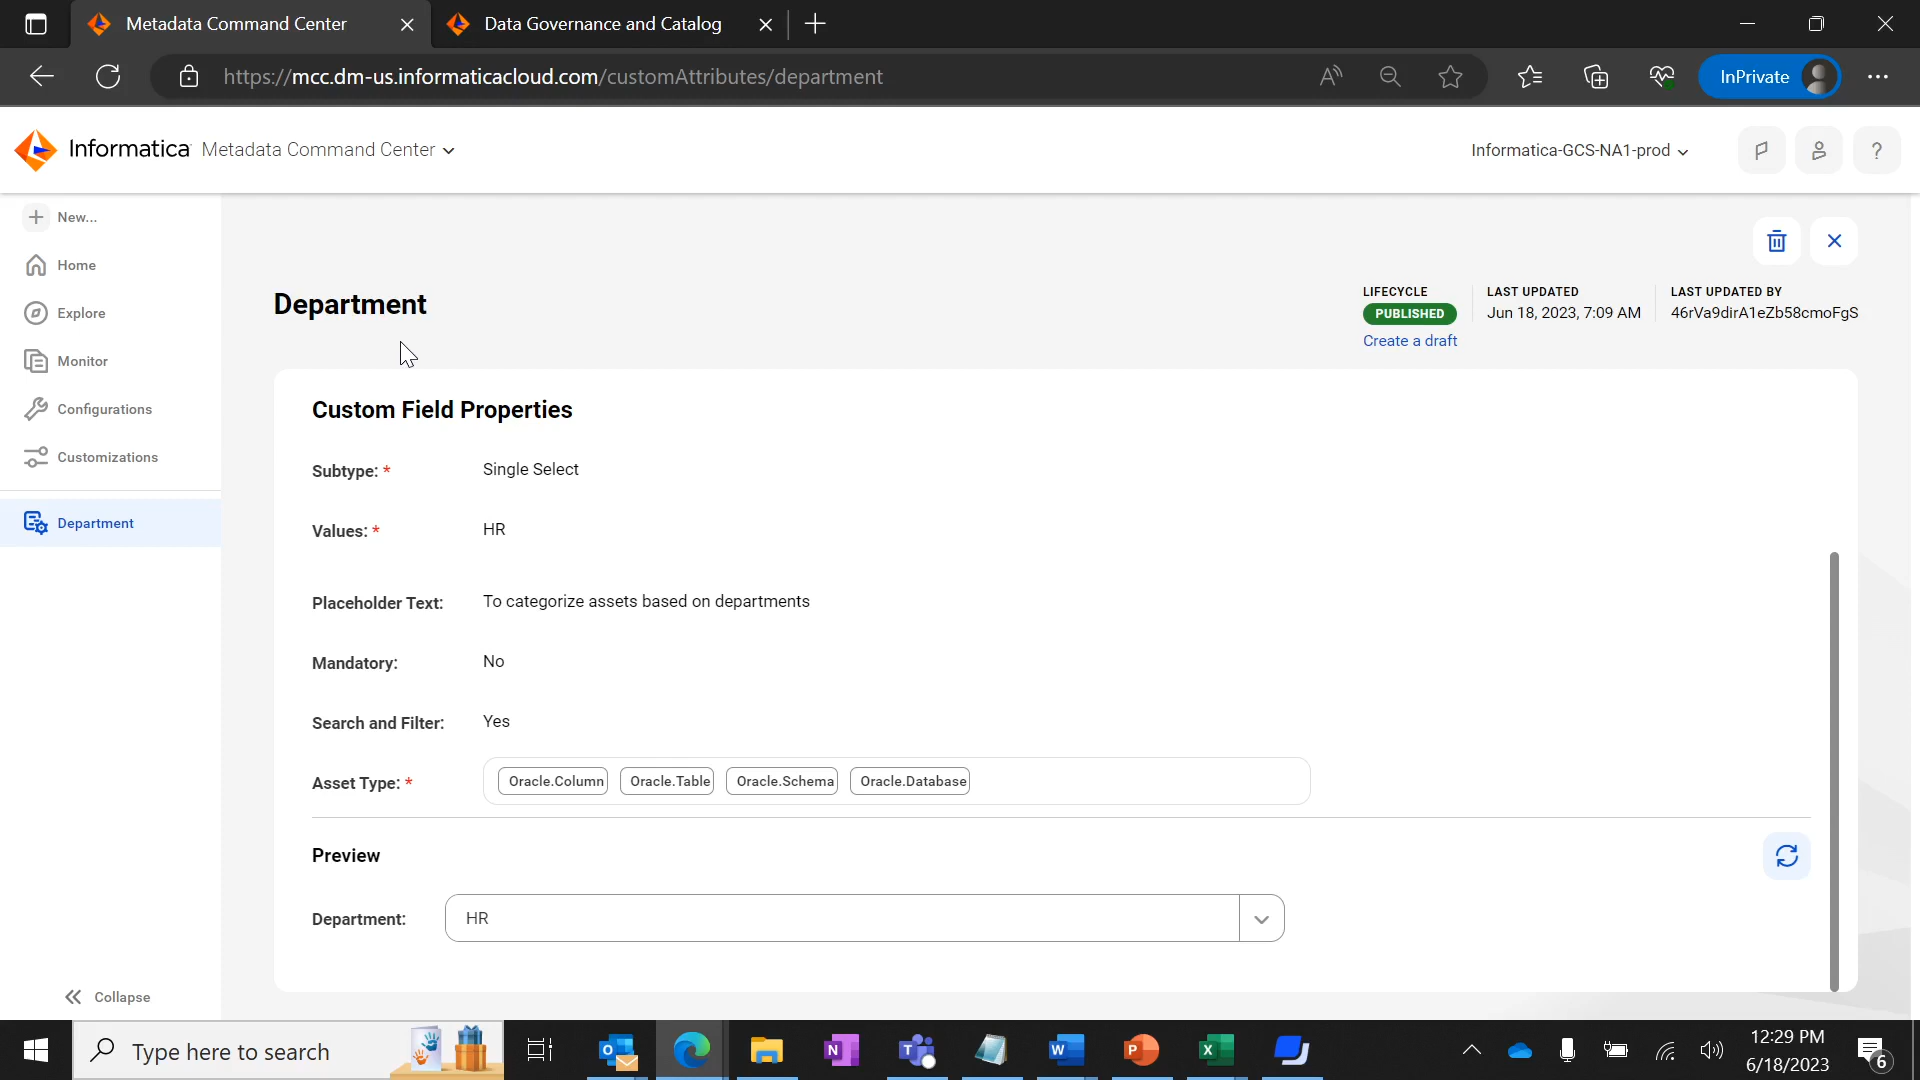 Metadata Command Center
Data Governance and Catalog
https://mcc.dm-us.informaticacloud.com/customAttributes/department
A
InPrivate
Informatica Metadata Command Center
Informatica-GCS-NA1-prod
?
New...
Home
Explore
Monitor
Configurations
Customizations
Department
Collapse
Department
LIFECYCLE
PUBLISHED
Create a draft
LAST UPDATED
Jun 18, 2023, 7:09 AM
LAST UPDATED BY
46rVa9dirA1eZb58cmoFgS
Custom Field Properties
Subtype: * Single Select
Values: * HR
Placeholder Text: To categorize assets based on departments
Mandatory: No
Search and Filter: Yes
Asset Type: * Oracle.Column Oracle.Table Oracle.Schema Oracle.Database
Preview
Department: HR
Type here to search
O
N
T
W
P
X
12:29 PM
6/18/2023
6